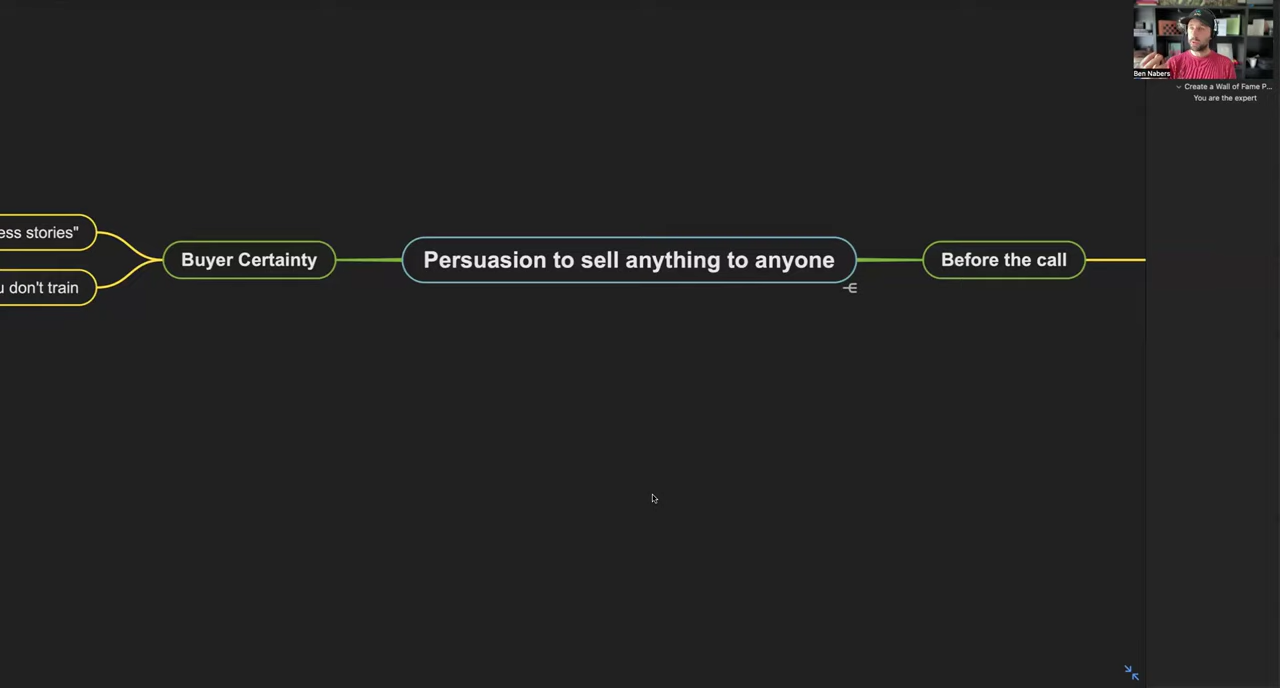 Ben Nabers
Create a Wall of Fame P...
You are the expert
ess stories"
u don't train
Buyer Certainty
Persuasion to sell anything to anyone
Before the call